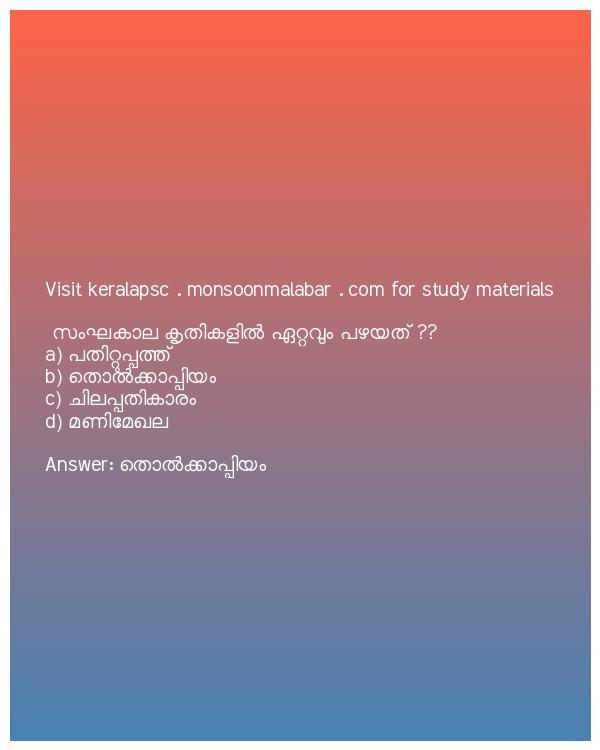 Visit keralapsc . monsoonmalabar . com for study materials
സംഘകാല കൃതികളിൽ ഏറ്റവും പഴയത് ??
a) പതിറ്റുപ്പത്ത്
b) തൊൽക്കാപ്പിയം
c) ചിലപ്പതികാരം
d) മണിമേഖല
Answer: തൊൽക്കാപ്പിയം